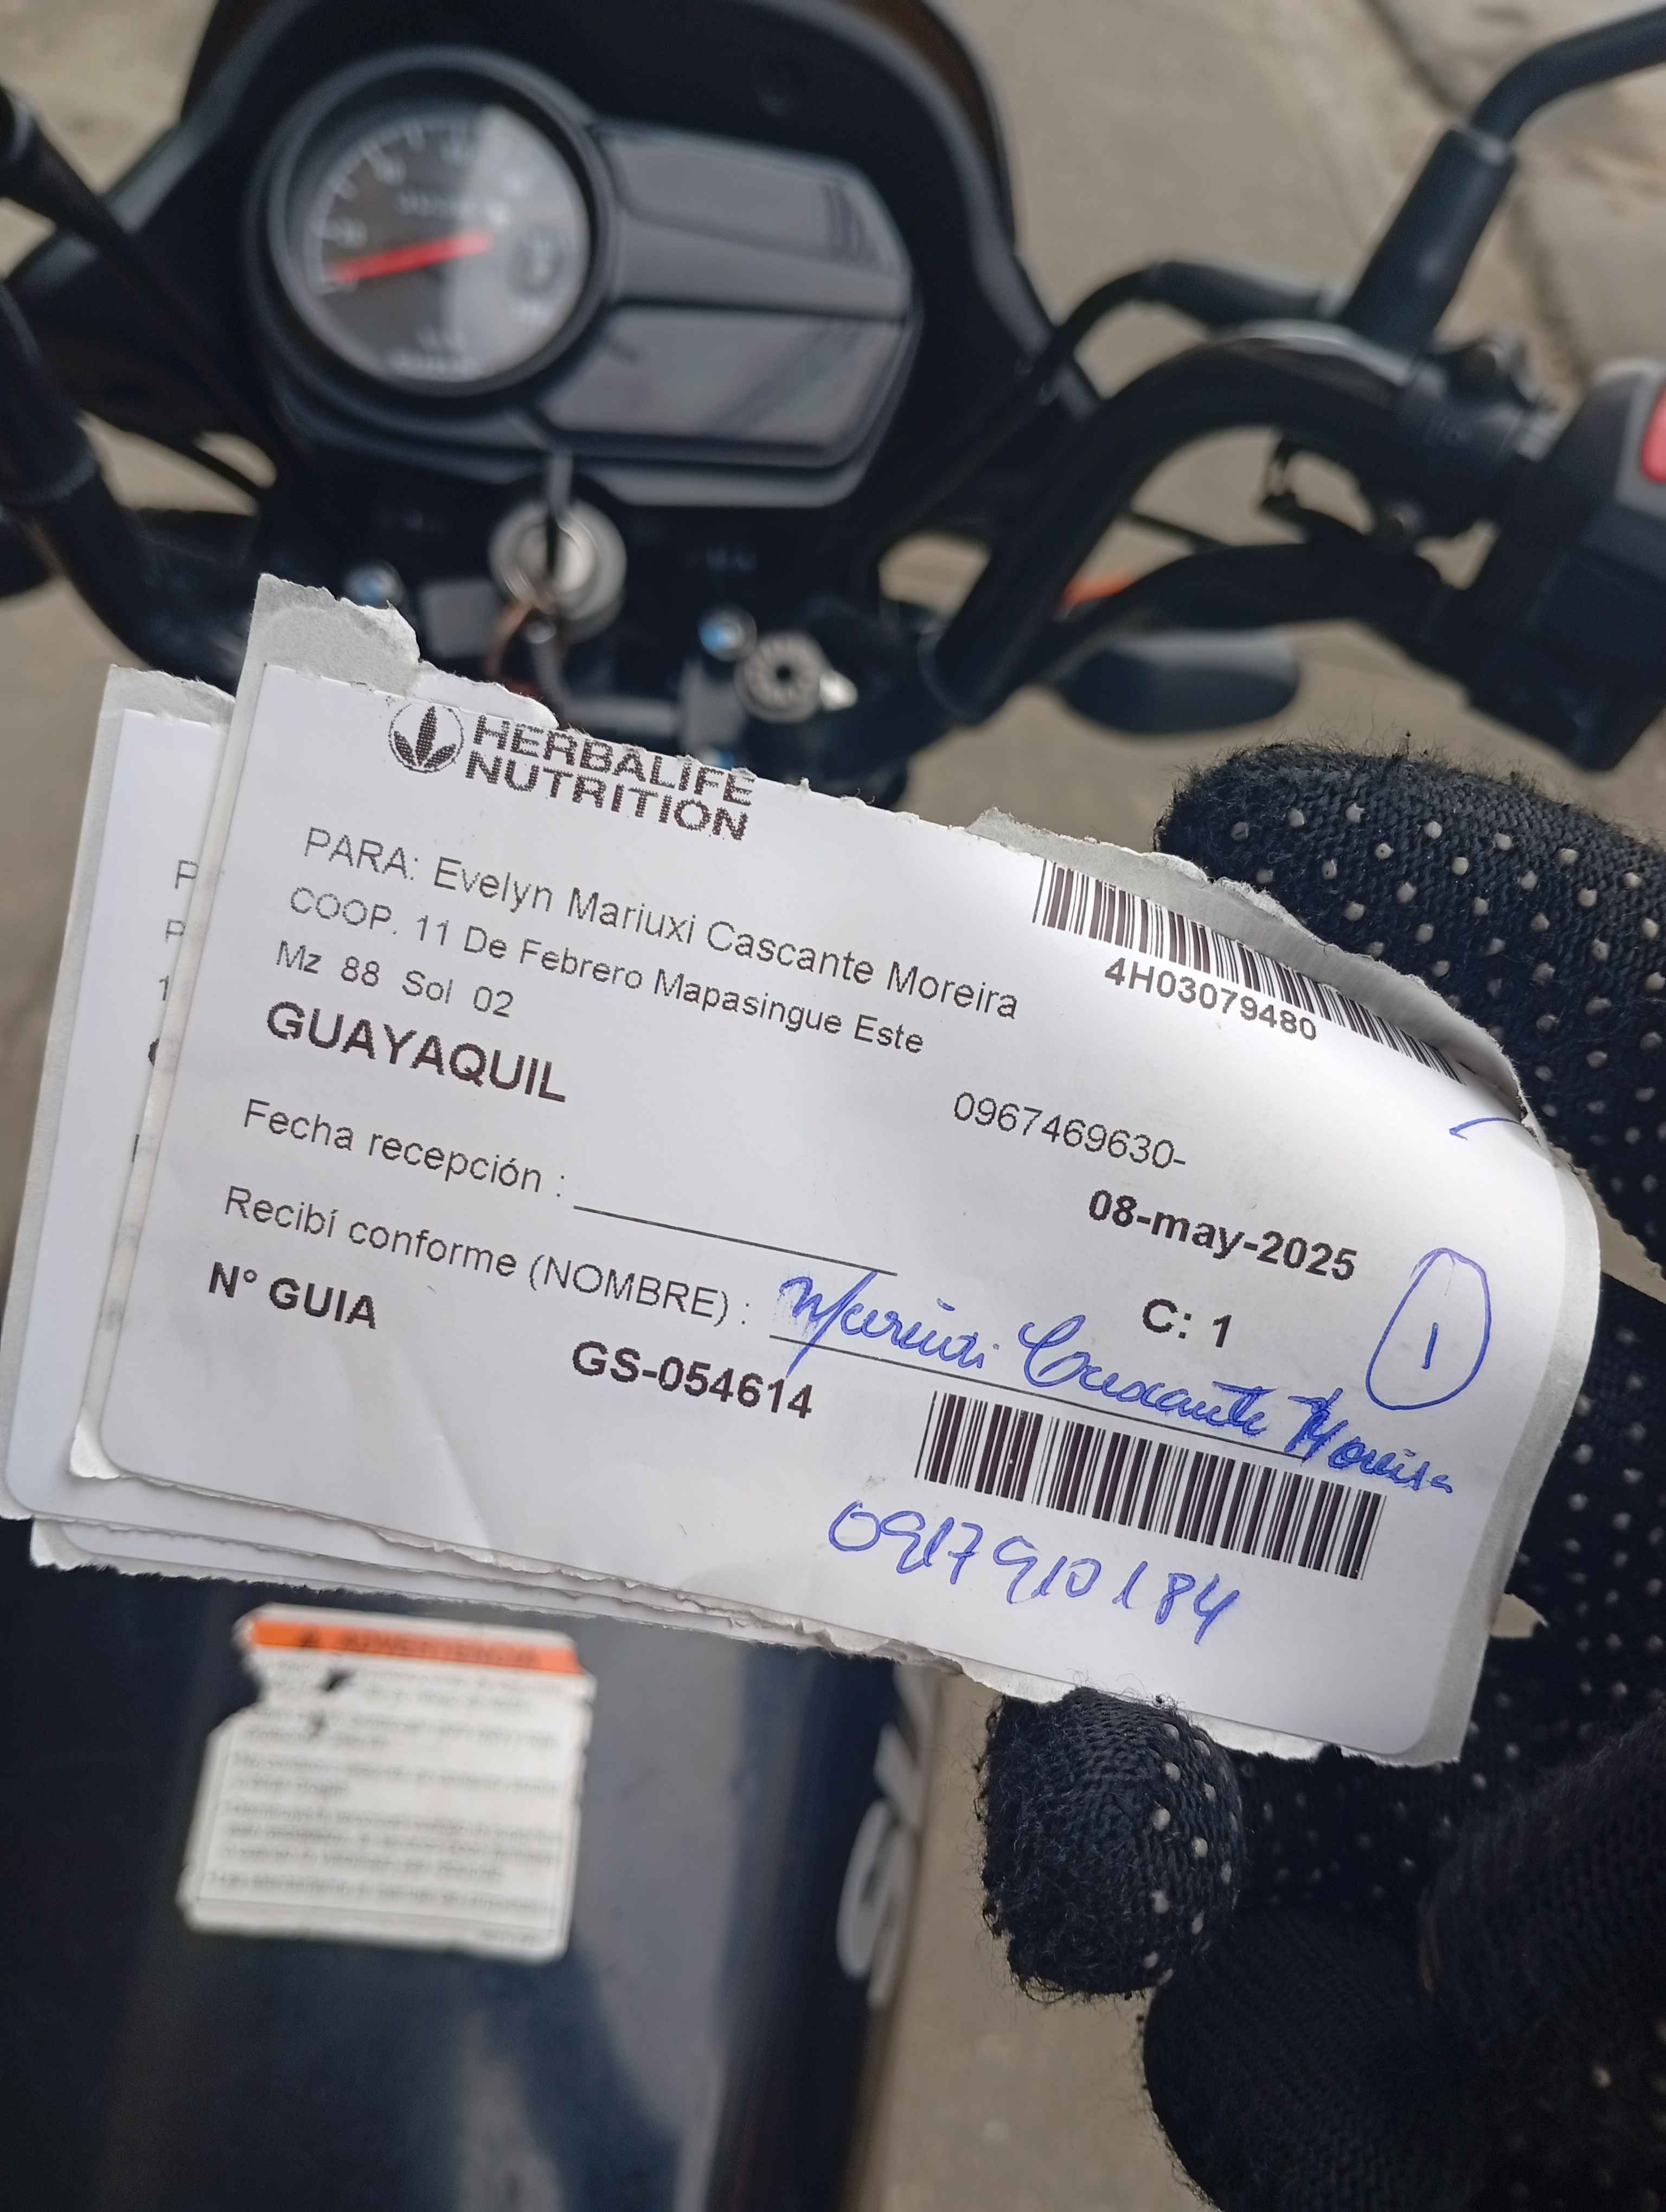 HERBALIFE
NUTRITION
PARA: Evelyn Mariuxi Cascante Moreira
COOP. 11 De Febrero Mapasingue Este
Mz 88 Sol 02
GUAYAQUIL
4H03079480
0967469630-
Fecha recepción :
08-may-2025
Recibí conforme (NOMBRE) : Mariuxi Cascante Moreira
C: 1
1
N° GUIA
GS-054614
0917910184
ADVERTENCIA